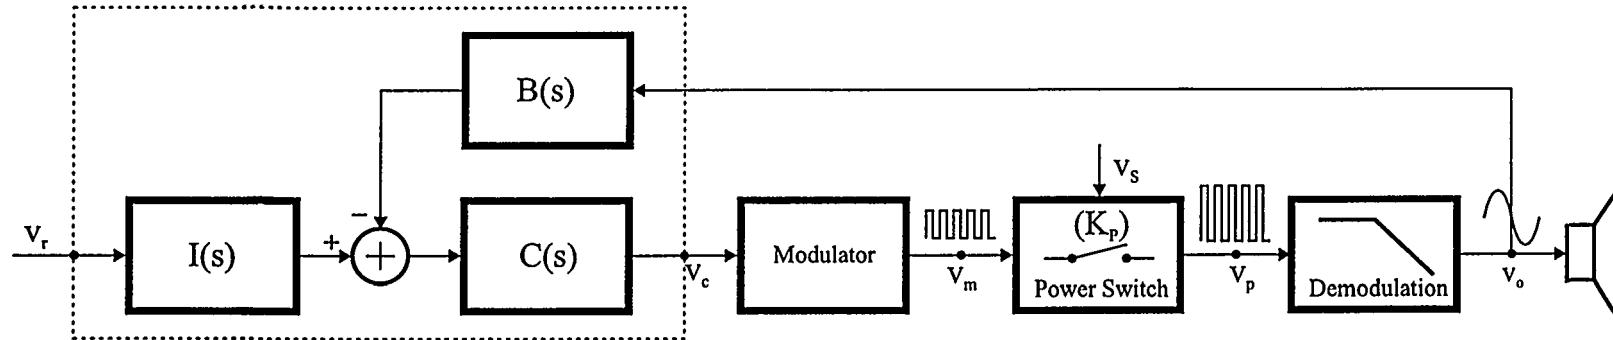 B(s)
V_S
V_r
−
+
I(s)
+
C(s)
V_c
Modulator
V_m
(K_P)
Power Switch
V_p
Demodulation
V_o